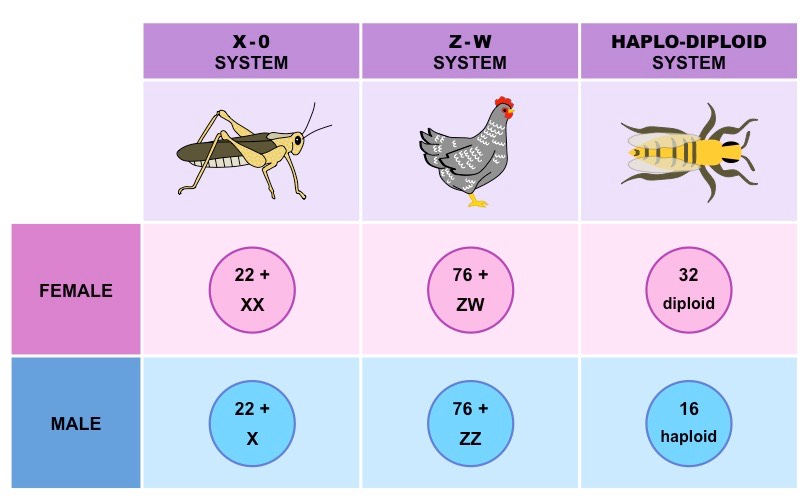 X-0
SYSTEM
Z-W
SYSTEM
HAPLO-DIPLOID
SYSTEM
FEMALE
22 +
XX
76 +
ZW
32
diploid
MALE
22 +
X
76 +
ZZ
16
haploid